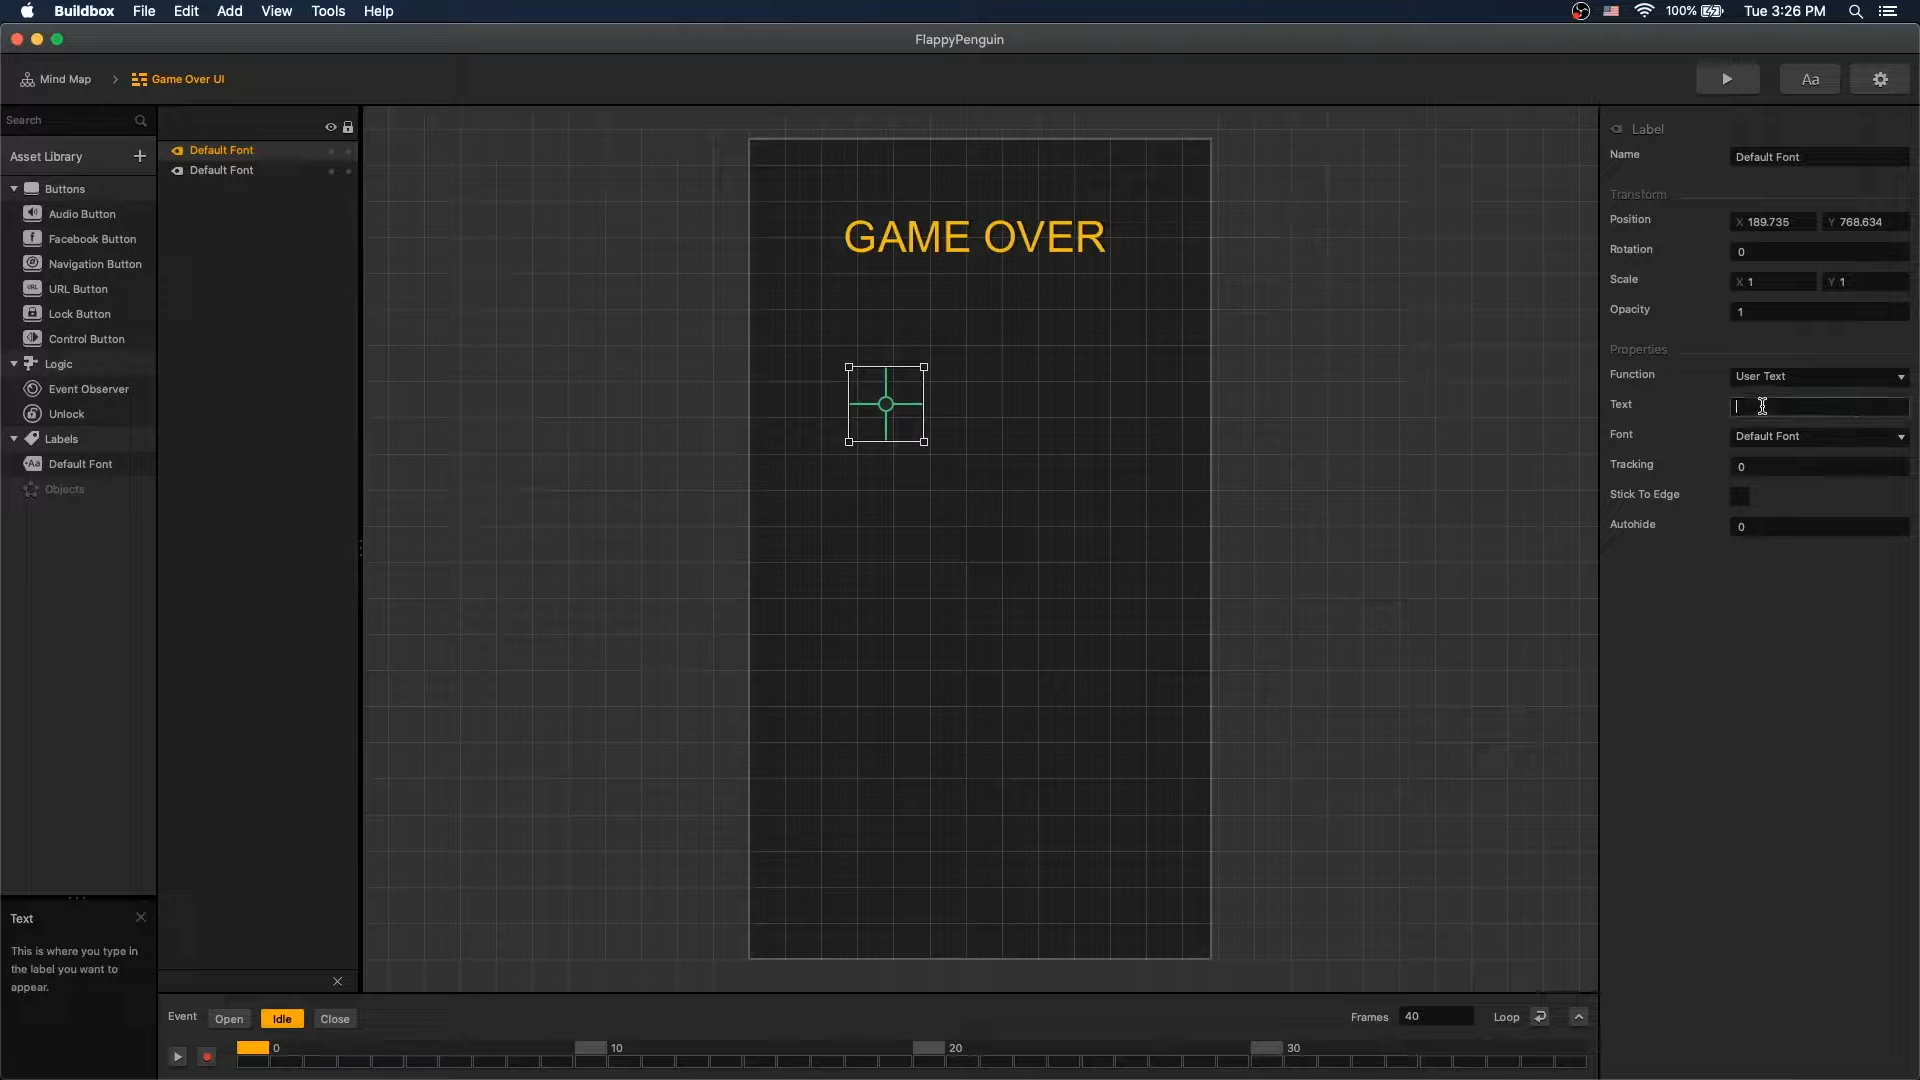 Buildbox File Edit Add View Tools Help
100% Tue 3:26 PM
FlappyPenguin
Mind Map Game Over UI
Aa
Search
Asset Library
Buttons
Audio Button
Facebook Button
Navigation Button
URL Button
Lock Button
Control Button
Logic
Event Observer
Unlock
Labels
Aa Default Font
Objects
Text
This is where you type in
the label you want to
appear.
Default Font
Default Font
GAME OVER
Label
Name Default Font
Transform
Position X 189.735 Y 768.634
Rotation 0
Scale X 1 Y 1
Opacity 1
Properties
Function User Text
Text
Font Default Font
Tracking 0
Stick To Edge
Autohide 0
Event Open Idle Close
Frames 40 Loop
0 10 20 30